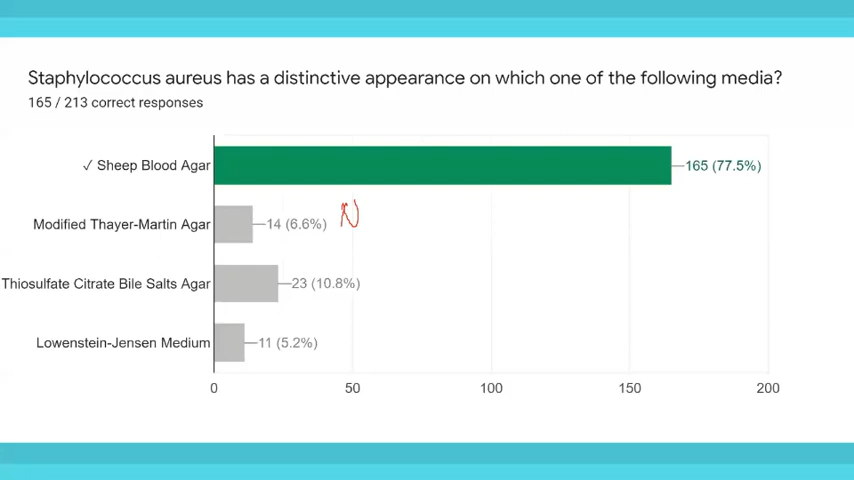 Staphylococcus aureus has a distinctive appearance on which one of the following media?
165 / 213 correct responses
✓ Sheep Blood Agar 165 (77.5%)
Modified Thayer-Martin Agar 14 (6.6%) N
Thiosulfate Citrate Bile Salts Agar 23 (10.8%)
Lowenstein-Jensen Medium 11 (5.2%)
0 50 100 150 200